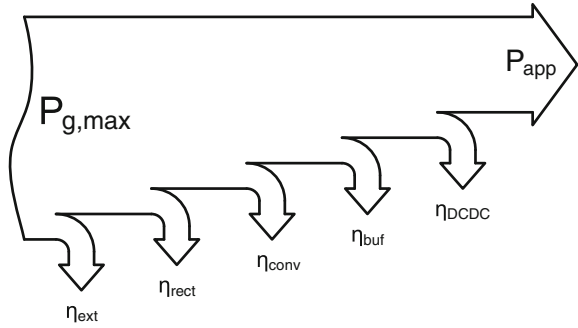 P_app
P_g,max
η_DCDC
η_buf
η_conv
η_rect
η_ext